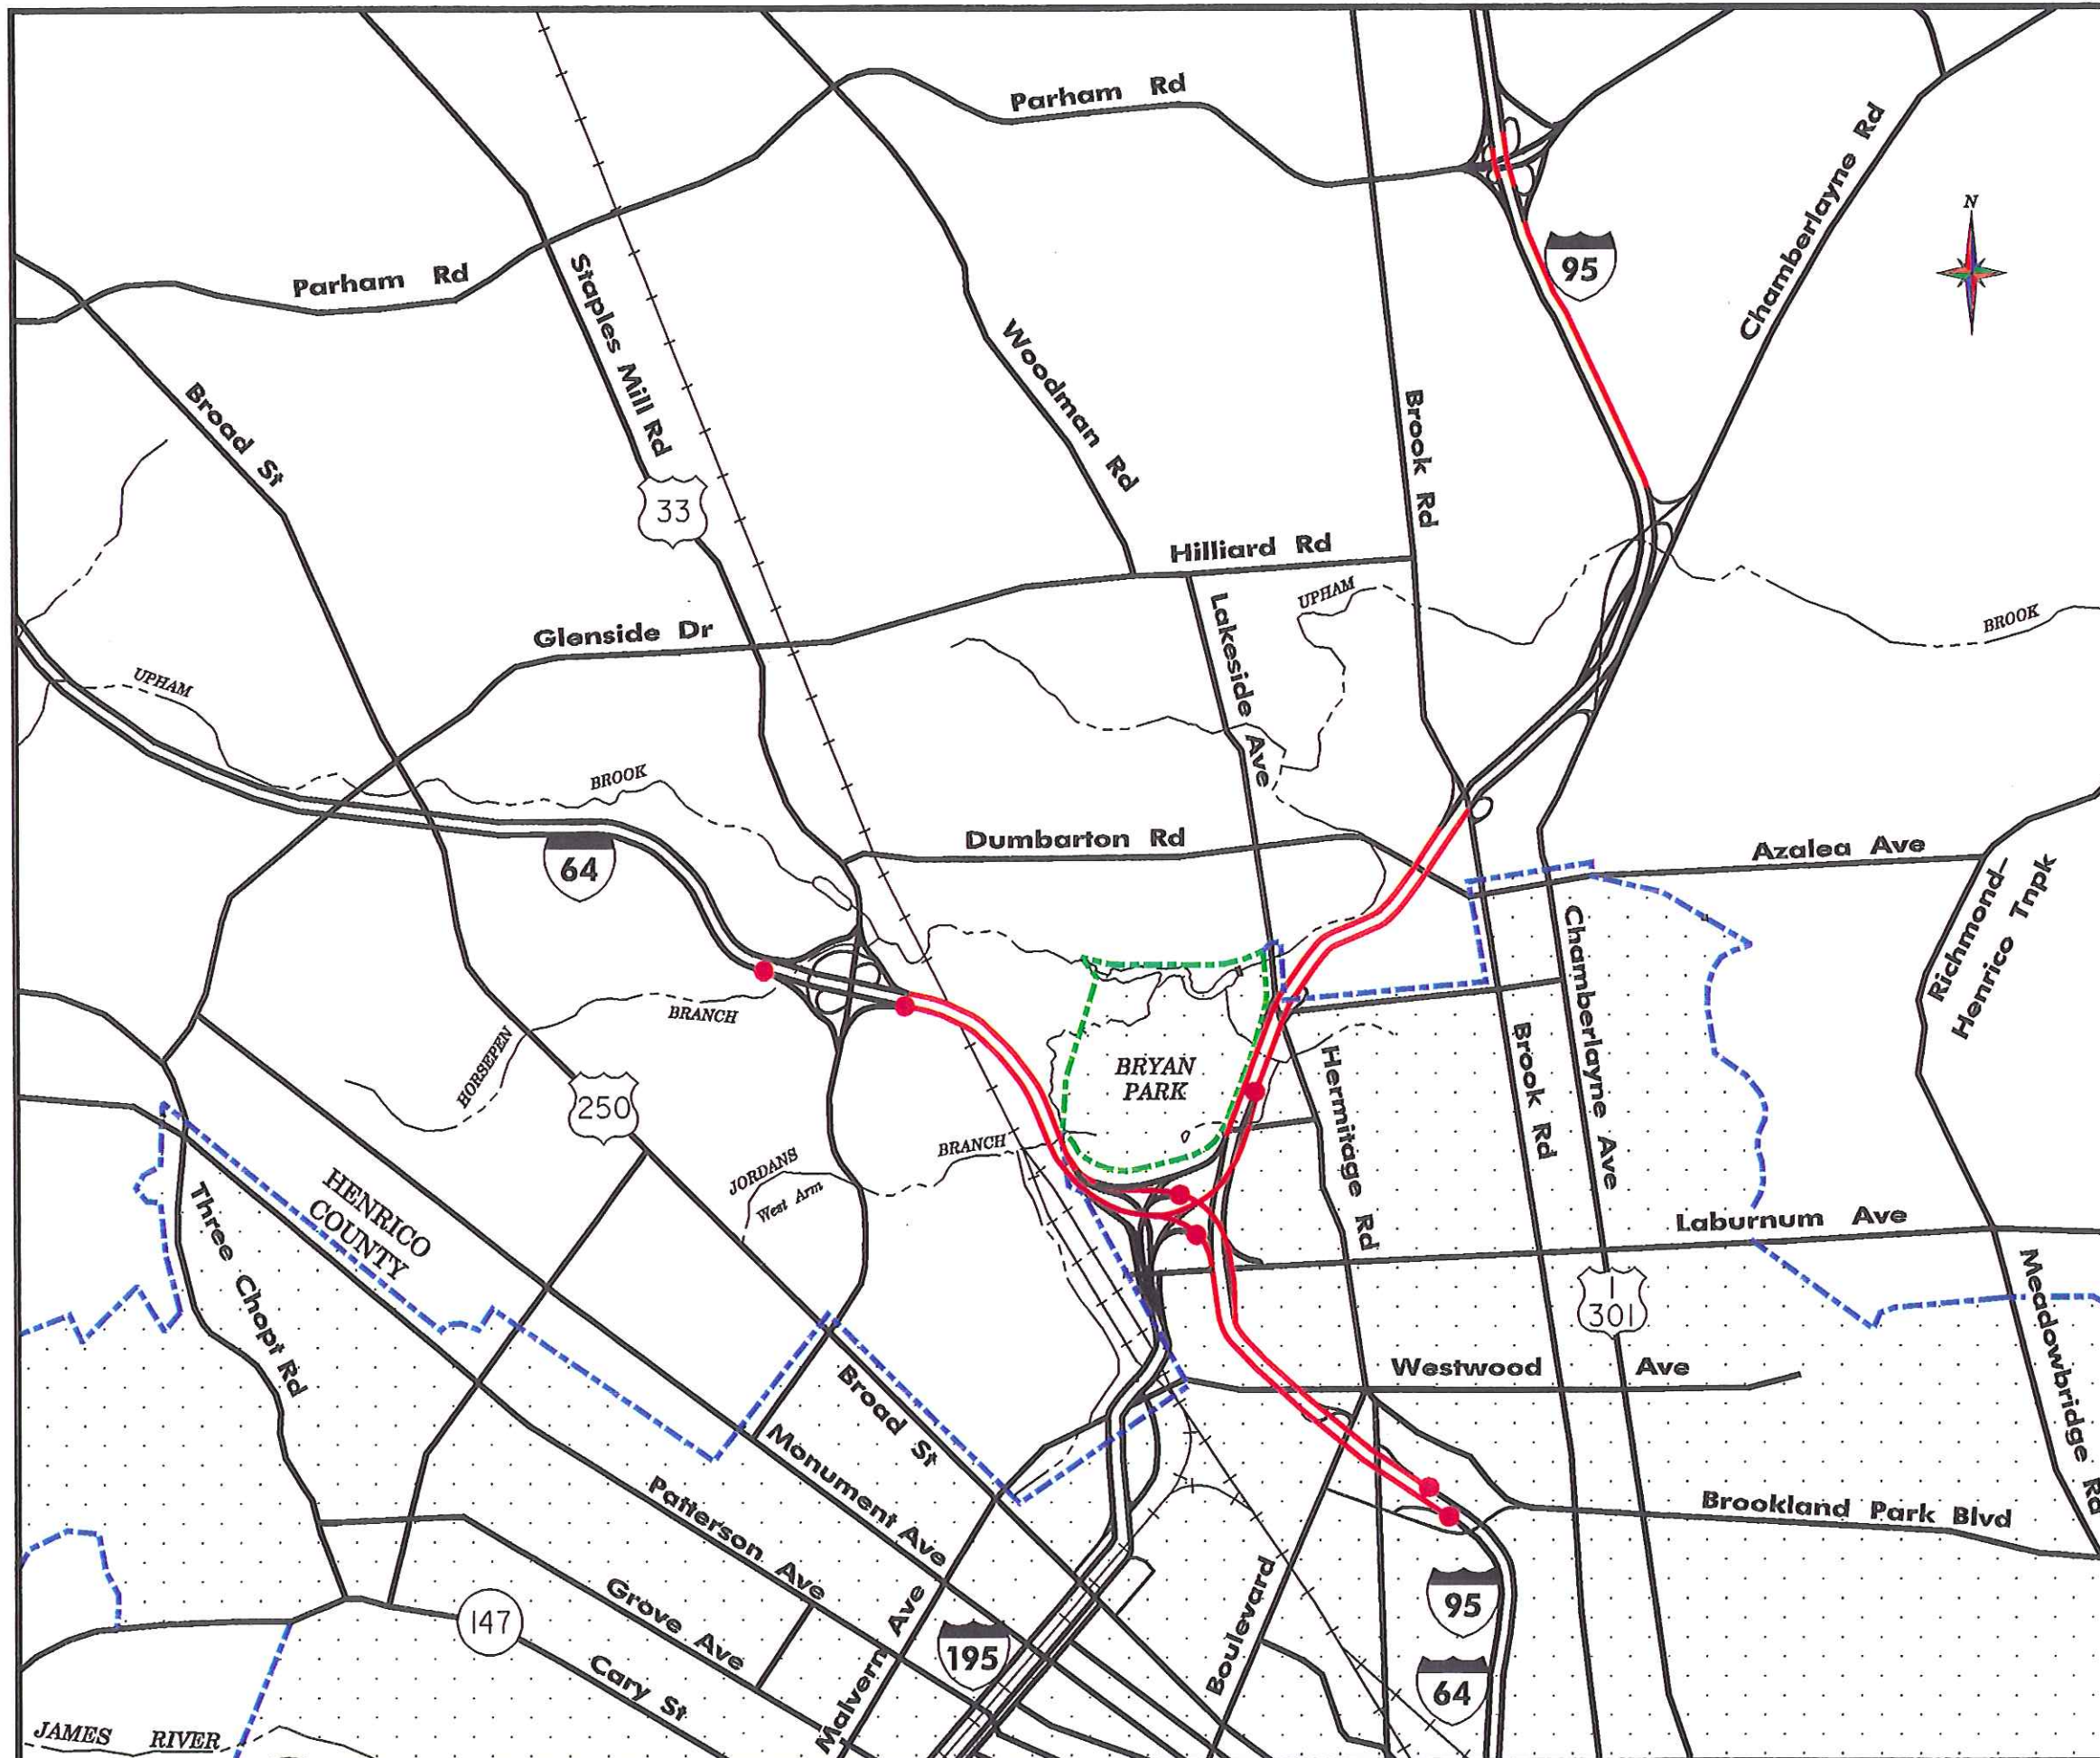 Parham Rd
Parham Rd
N
95
Chamberlayne Rd
Staples Mill Rd
Woodman Rd
Broad St
33
Brook Rd
Hilliard Rd
Glenside Dr
Lakeside Ave
UPHAM
BROOK
UPHAM
BROOK
64
Dumbarton Rd
Azalea Ave
Richmond-
Henrico Tnpk
Chamberlayne Ave
BRANCH
HORSEPEN
250
BRYAN
PARK
Hermitage Rd
Brook Rd
BRANCH
JORDANS
West Arm
HENRICO
COUNTY
Three Chopt Rd
Laburnum Ave
1
301
Meadowbridge Rd
Westwood Ave
Broad St
Monument Ave
Patterson Ave
Brookland Park Blvd
Grove Ave
Malvern Ave
Boulevard
95
147
195
64
Cary St
JAMES RIVER